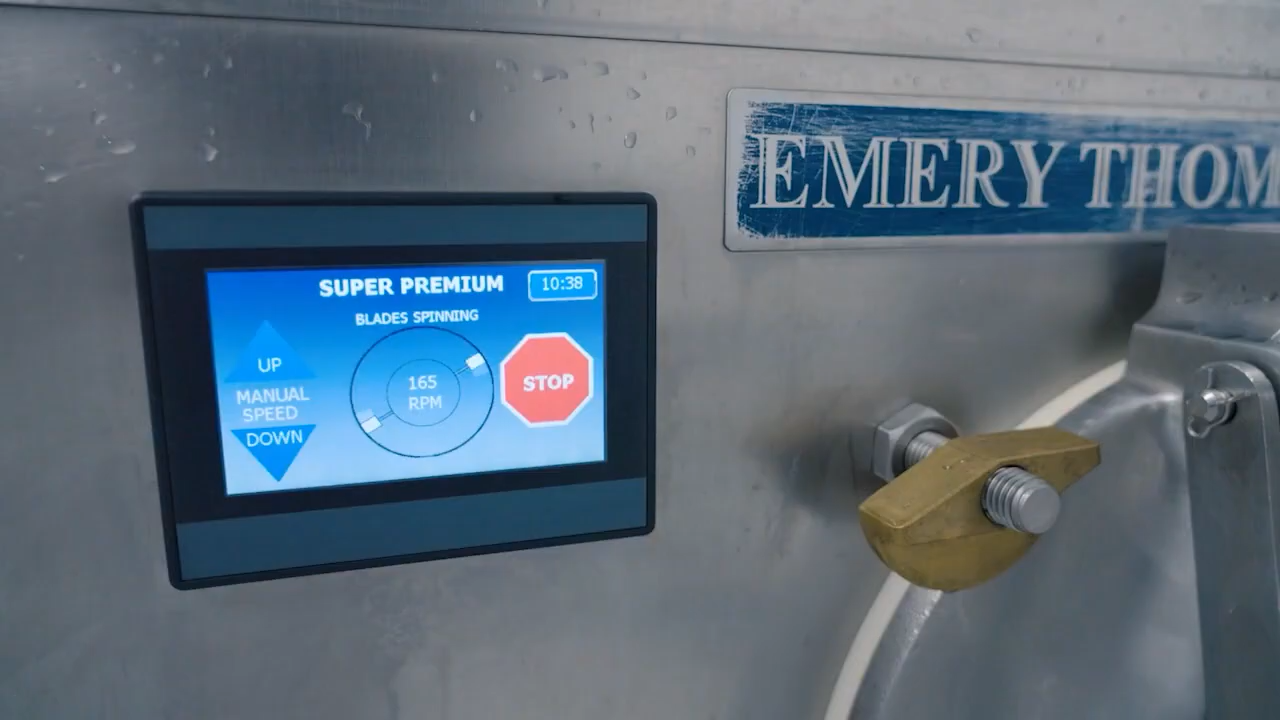 EMERY THOM
SUPER PREMIUM
10:38
BLADES SPINNING
UP
MANUAL
SPEED
DOWN
165
RPM
STOP